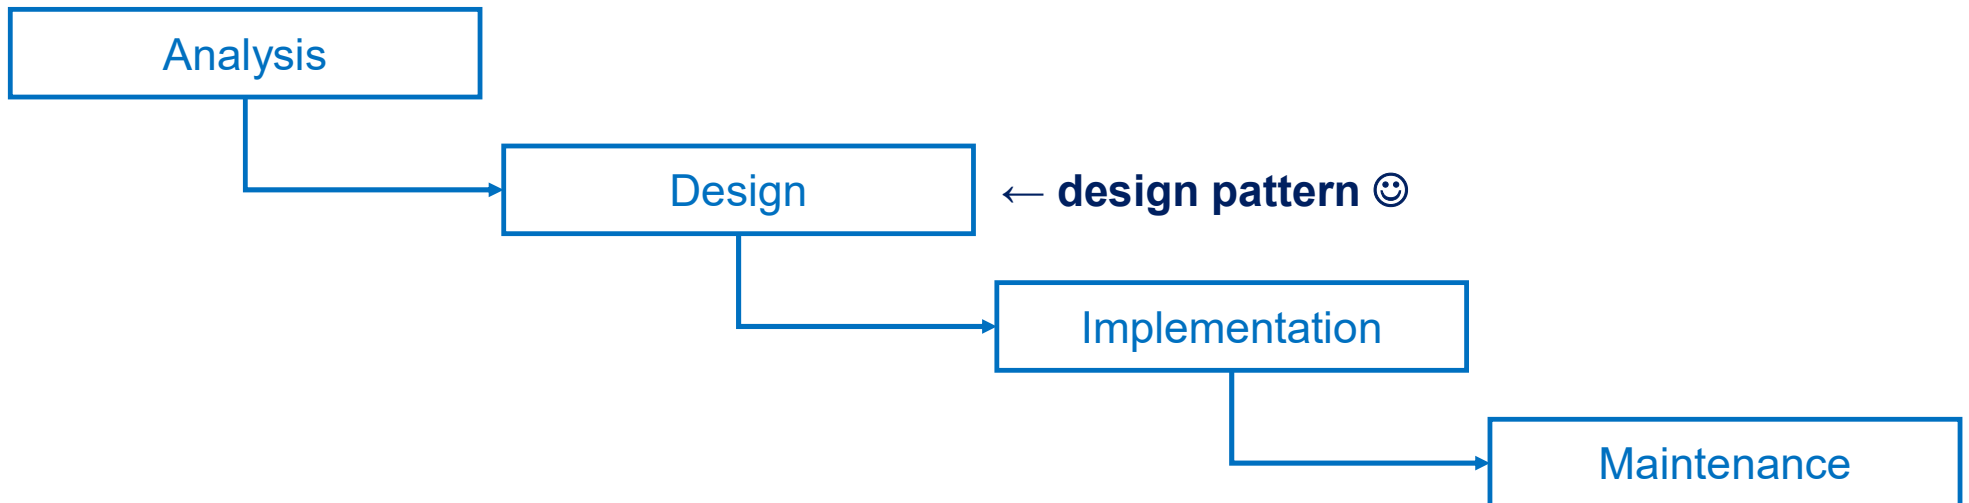 Analysis
Design
← design pattern ☺
Implementation
Maintenance